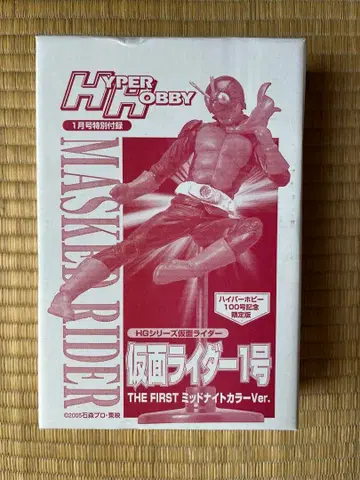 HYPER HOBBY
1月号特別付録
MASKED RIDER
ハイパーホビー
100号記念
限定版
HGシリーズ仮面ライダー
仮面ライダー1号
THE FIRST ミッドナイトカラーVer.
©2005石森プロ・東映